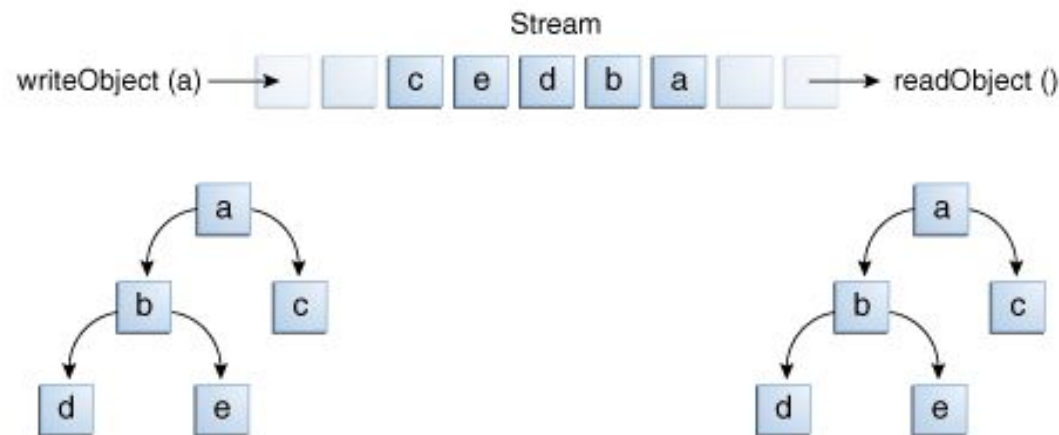 Stream
writeObject (a) c e d b a readObject ()
a a
b c b c
d e d e